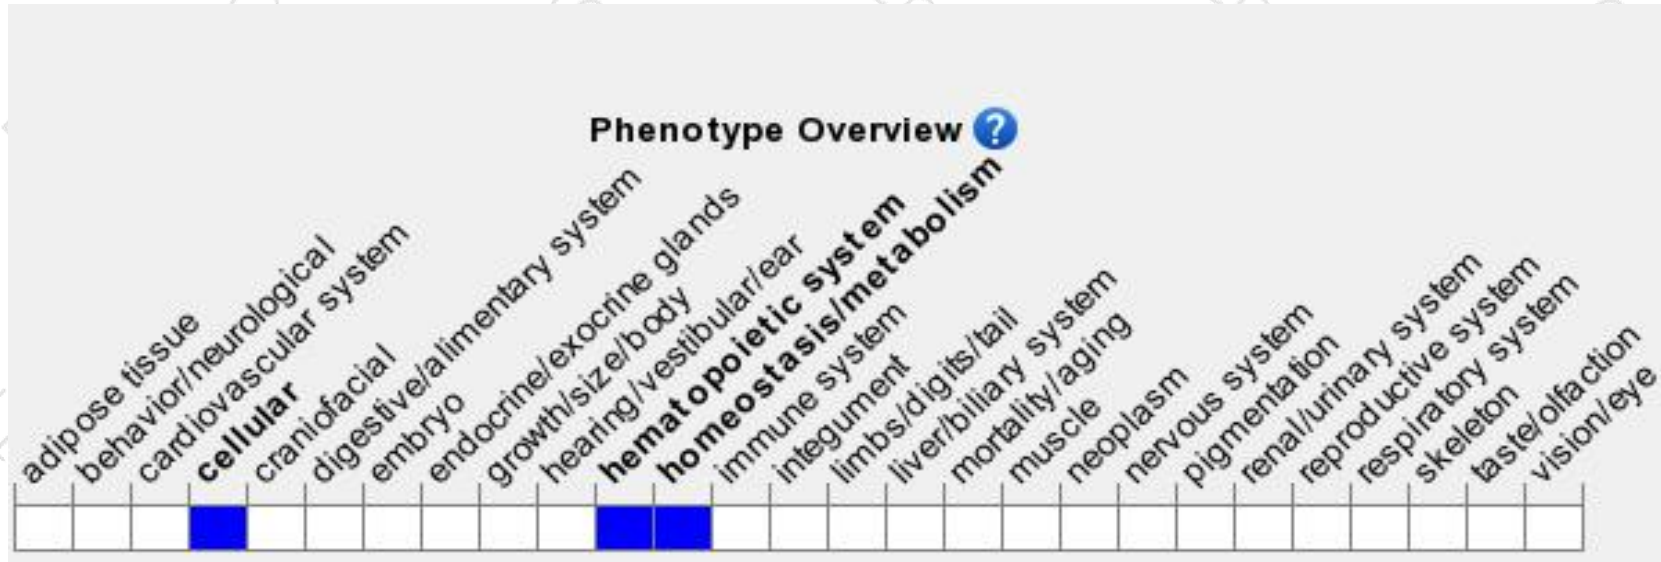 Phenotype Overview ?
adipose tissue
behavior/neurological
cardiovascular system
cellular
craniofacial
digestive/alimentary system
embryo
endocrine/exocrine glands
growth/size/body
hearing/vestibular/ear
hematopoietic system
homeostasis/metabolism
immune system
integument
limbs/digits/tail
liver/biliary system
mortality/aging
muscle
neoplasm
nervous system
pigmentation
renal/urinary system
reproductive system
respiratory system
skeleton
taste/olfaction
vision/eye